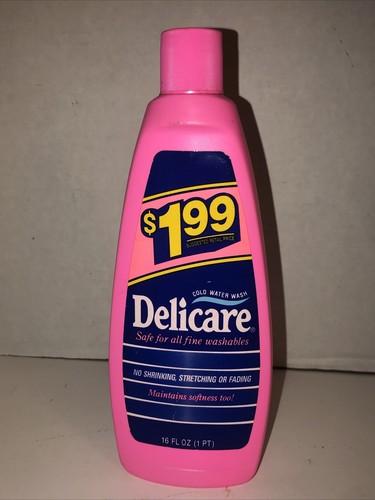 $1.99
SUGGESTED RETAIL PRICE
COLD WATER WASH
Delicare®
Safe for all fine washables
NO SHRINKING, STRETCHING OR FADING
Maintains softness too!
16 FL OZ (1 PT)